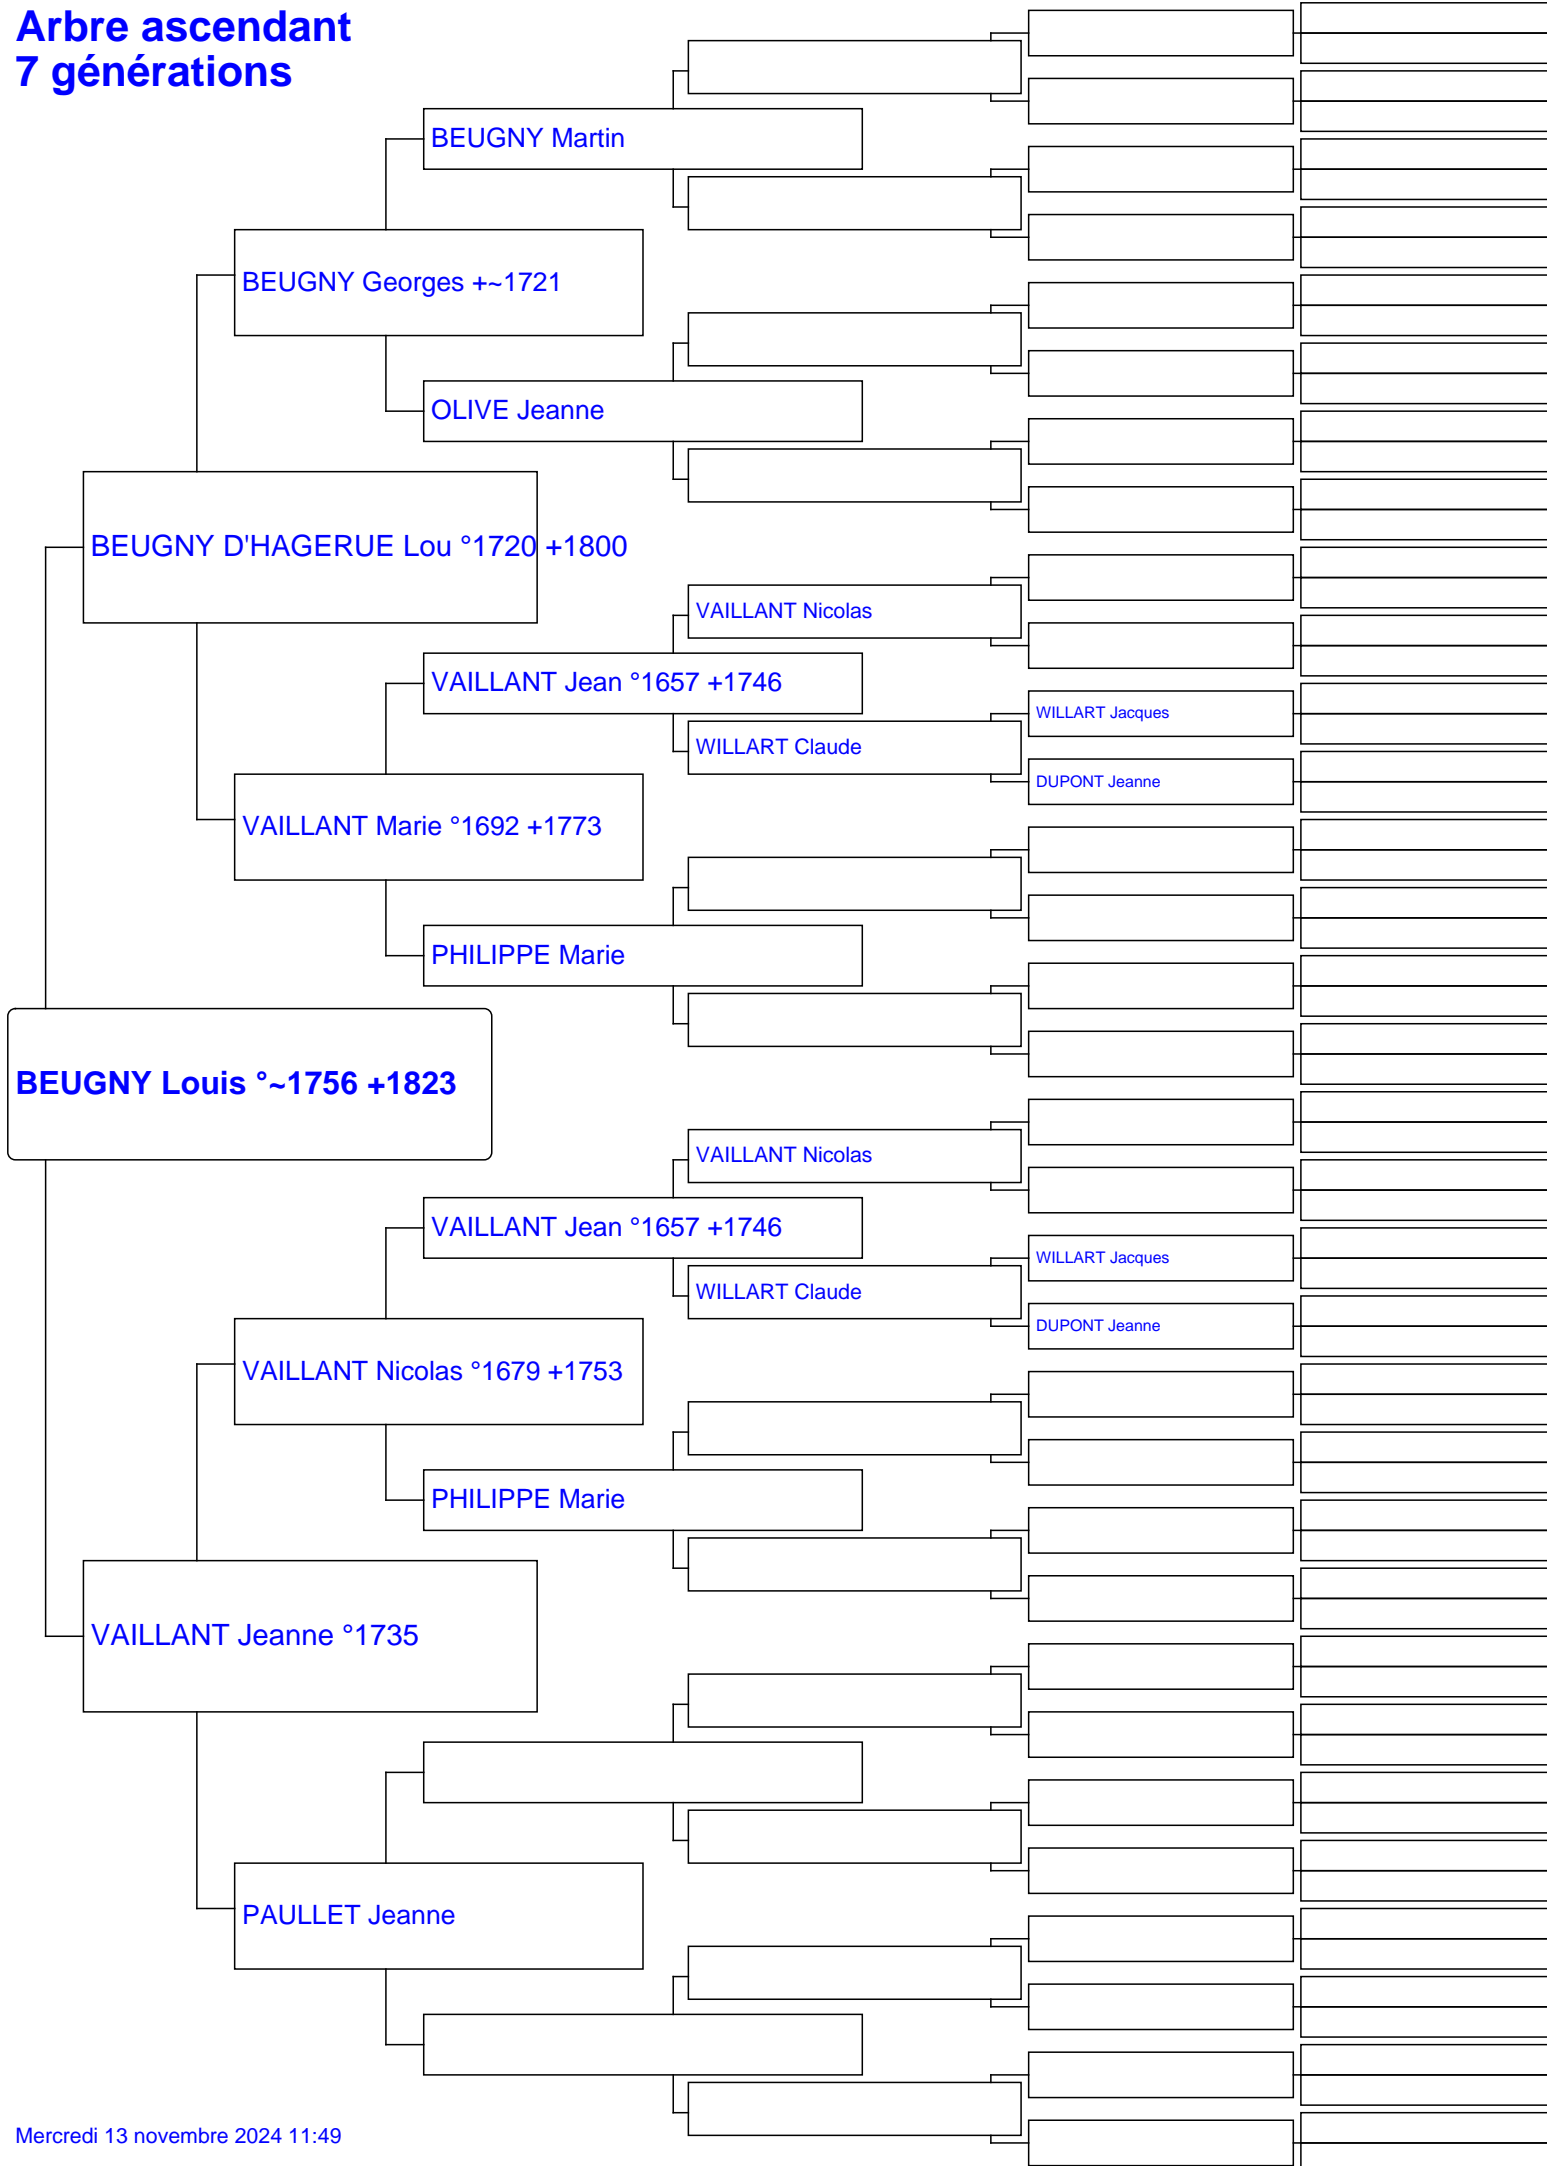 Arbre ascendant
7 générations
BEUGNY Martin
BEUGNY Georges +~1721
OLIVE Jeanne
BEUGNY D'HAGERUE Lou °1720 +1800
VAILLANT Nicolas
VAILLANT Jean °1657 +1746
WILLART Jacques
WILLART Claude
DUPONT Jeanne
VAILLANT Marie °1692 +1773
PHILIPPE Marie
BEUGNY Louis °~1756 +1823
VAILLANT Nicolas
VAILLANT Jean °1657 +1746
WILLART Jacques
WILLART Claude
DUPONT Jeanne
VAILLANT Nicolas °1679 +1753
PHILIPPE Marie
VAILLANT Jeanne °1735
PAULLET Jeanne
Mercredi 13 novembre 2024 11:49